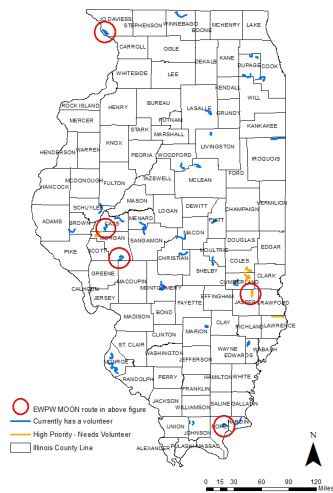 JO DAVIESS
STEPHENSON
WINNEBAGO
BOONE
MCHENRY
LAKE
CARROLL
OGLE
DEKALB
KANE
DUPAGE
COOK
WHITESIDE
LEE
KENDALL
WILL
ROCK ISLAND
HENRY
BUREAU
LASALLE
GRUNDY
MERCER
PUTNAM
KANKAKEE
STARK
MARSHALL
KNOX
HENDERSON
WARREN
PEORIA
WOODFORD
LIVINGSTON
IROQUOIS
FORD
MCDONOUGH
FULTON
TAZEWELL
MCLEAN
HANCOCK
MASON
SCHUYLER
LOGAN
DEWITT
CHAMPAIGN
VERMILION
ADAMS
BROWN
CASS
MENARD
PIATT
MORGAN
SANGAMON
MACON
DOUGLAS
EDGAR
PIKE
SCOTT
CHRISTIAN
MOULTRIE
COLES
GREENE
SHELBY
CLARK
MACOUPIN
MONTGOMERY
CUMBERLAND
CALHOUN
JERSEY
FAYETTE
EFFINGHAM
JASPER
CRAWFORD
BOND
MADISON
CLAY
RICHLAND
LAWRENCE
CLINTON
MARION
ST. CLAIR
WAYNE
EDWARDS
WABASH
WASHINGTON
JEFFERSON
MONROE
RANDOLPH
PERRY
HAMILTON
WHITE
FRANKLIN
JACKSON
SALINE
GALLATIN
WILLIAMSON
UNION
JOHNSON
POPE
HARDIN
ALEXANDER
PULASKI
MASSAC
EWPW MOON route in above figure
Currently has a volunteer
High Priority - Needs Volunteer
Illinois County Line
N
0 15 30 60 90 120
Miles